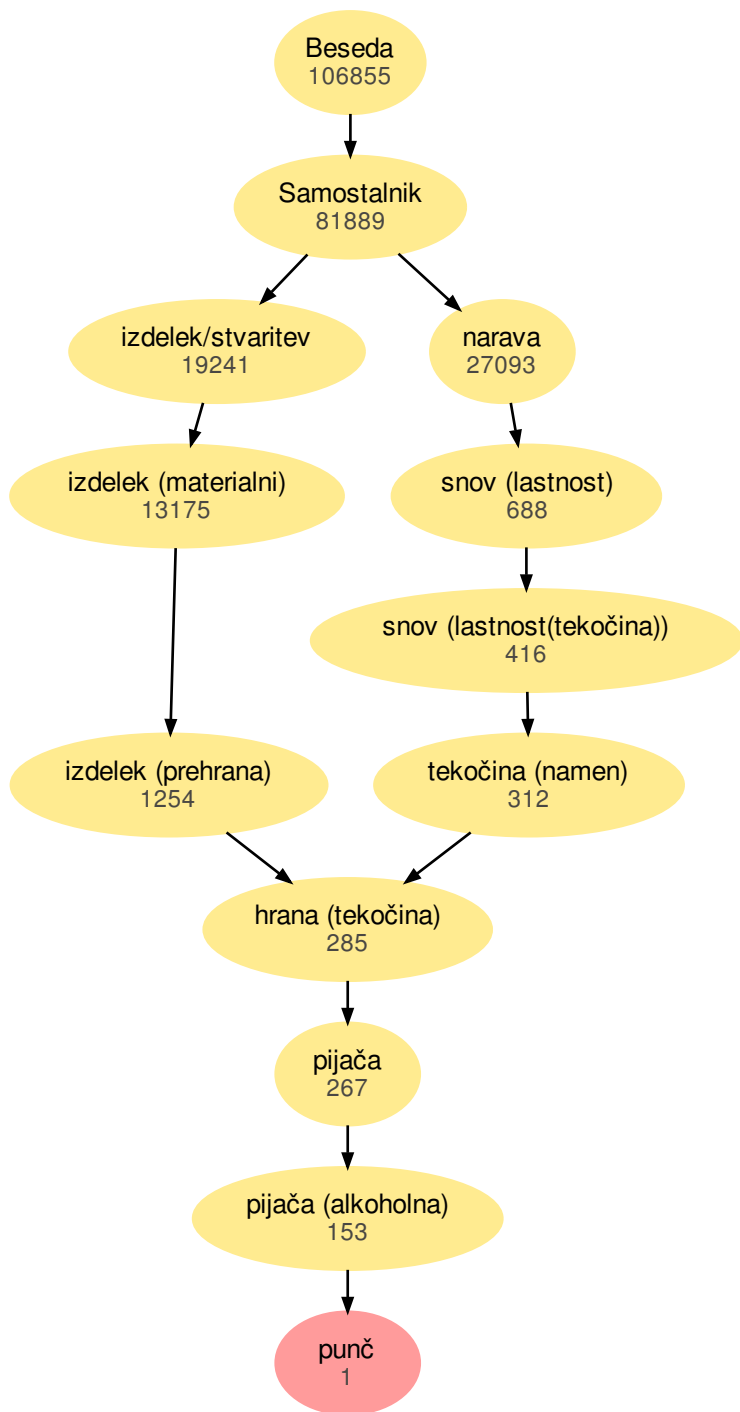 Beseda
106855
Samostalnik
81889
izdelek/stvaritev
19241
narava
27093
izdelek (materialni)
13175
snov (lastnost)
688
snov (lastnost(tekočina))
416
izdelek (prehrana)
1254
tekočina (namen)
312
hrana (tekočina)
285
pijača
267
pijača (alkoholna)
153
punč
1